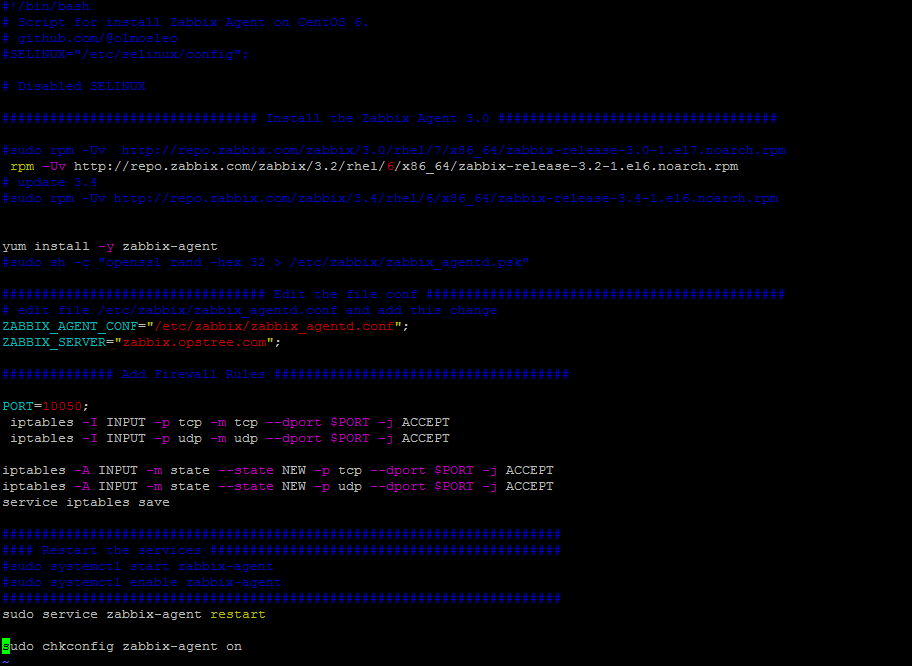 #!/bin/bash
# Script for install Zabbix Agent on CentOS 6.
# github.com/@olmosleo
#SELINUX="/etc/selinux/config";
# Disabled SELINUX
################################ Install the Zabbix Agent 3.0 ###################################
#sudo rpm -Uv  http://repo.zabbix.com/zabbix/3.0/rhel/7/x86_64/zabbix-release-3.0-1.el7.noarch.rpm
 rpm -Uv http://repo.zabbix.com/zabbix/3.2/rhel/6/x86_64/zabbix-release-3.2-1.el6.noarch.rpm
# update 3.4
#sudo rpm -Uv http://repo.zabbix.com/zabbix/3.4/rhel/6/x86_64/zabbix-release-3.4-1.el6.noarch.rpm
yum install -y zabbix-agent
#sudo sh -c "openssl rand -hex 32 > /etc/zabbix/zabbix_agentd.psk"
################################# Edit the file conf #############################################
# edit file /etc/zabbix/zabbix_agentd.conf and add this change
ZABBIX_AGENT_CONF="/etc/zabbix/zabbix_agentd.conf";
ZABBIX_SERVER="zabbix.opstree.com";
############## Add Firewall Rules #####################################
PORT=10050;
 iptables -I INPUT -p tcp -m tcp --dport $PORT -j ACCEPT
 iptables -I INPUT -p udp -m udp --dport $PORT -j ACCEPT
iptables -A INPUT -m state --state NEW -p tcp --dport $PORT -j ACCEPT
iptables -A INPUT -m state --state NEW -p udp --dport $PORT -j ACCEPT
service iptables save
######################################################################
#### Restart the services ############################################
#sudo systemctl start zabbix-agent
#sudo systemctl enable zabbix-agent
######################################################################
sudo service zabbix-agent restart
sudo chkconfig zabbix-agent on
~